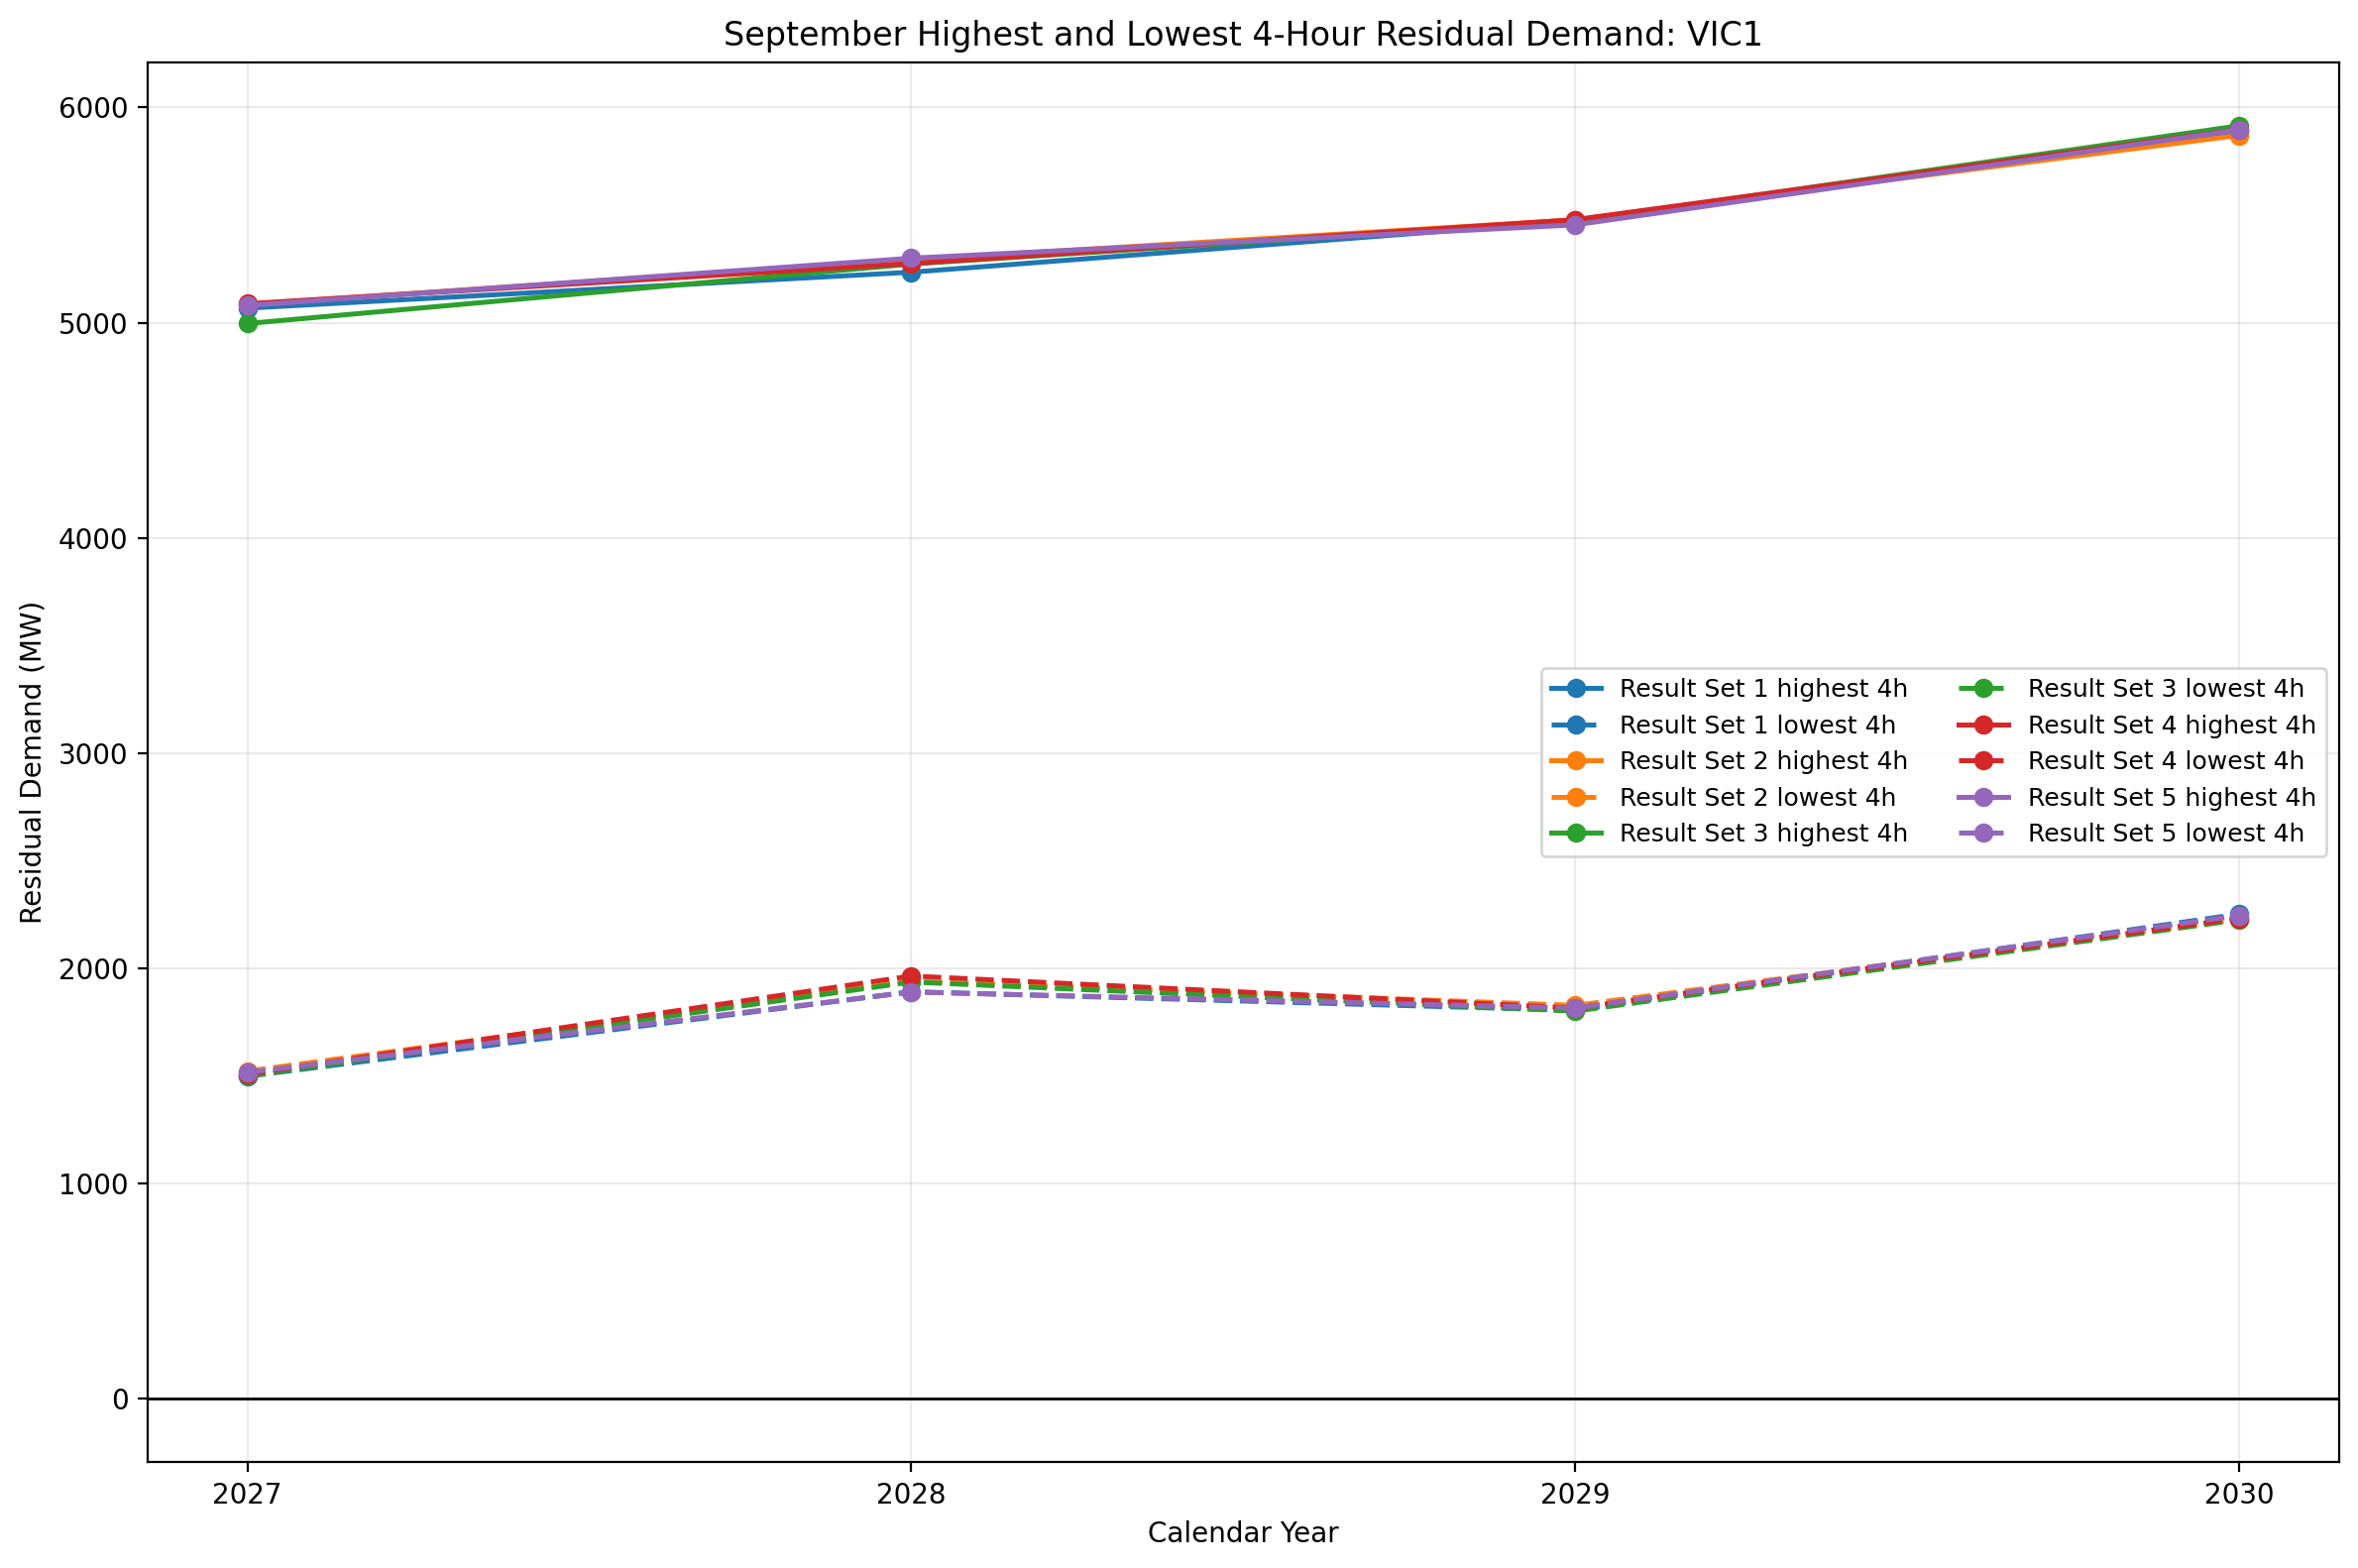 September Highest and Lowest 4-Hour Residual Demand: VIC1
Residual Demand (MW)
6000
5000
4000
3000
2000
1000
0
Result Set 1 highest 4h
Result Set 1 lowest 4h
Result Set 2 highest 4h
Result Set 2 lowest 4h
Result Set 3 highest 4h
Result Set 3 lowest 4h
Result Set 4 highest 4h
Result Set 4 lowest 4h
Result Set 5 highest 4h
Result Set 5 lowest 4h
2027
2028
2029
2030
Calendar Year